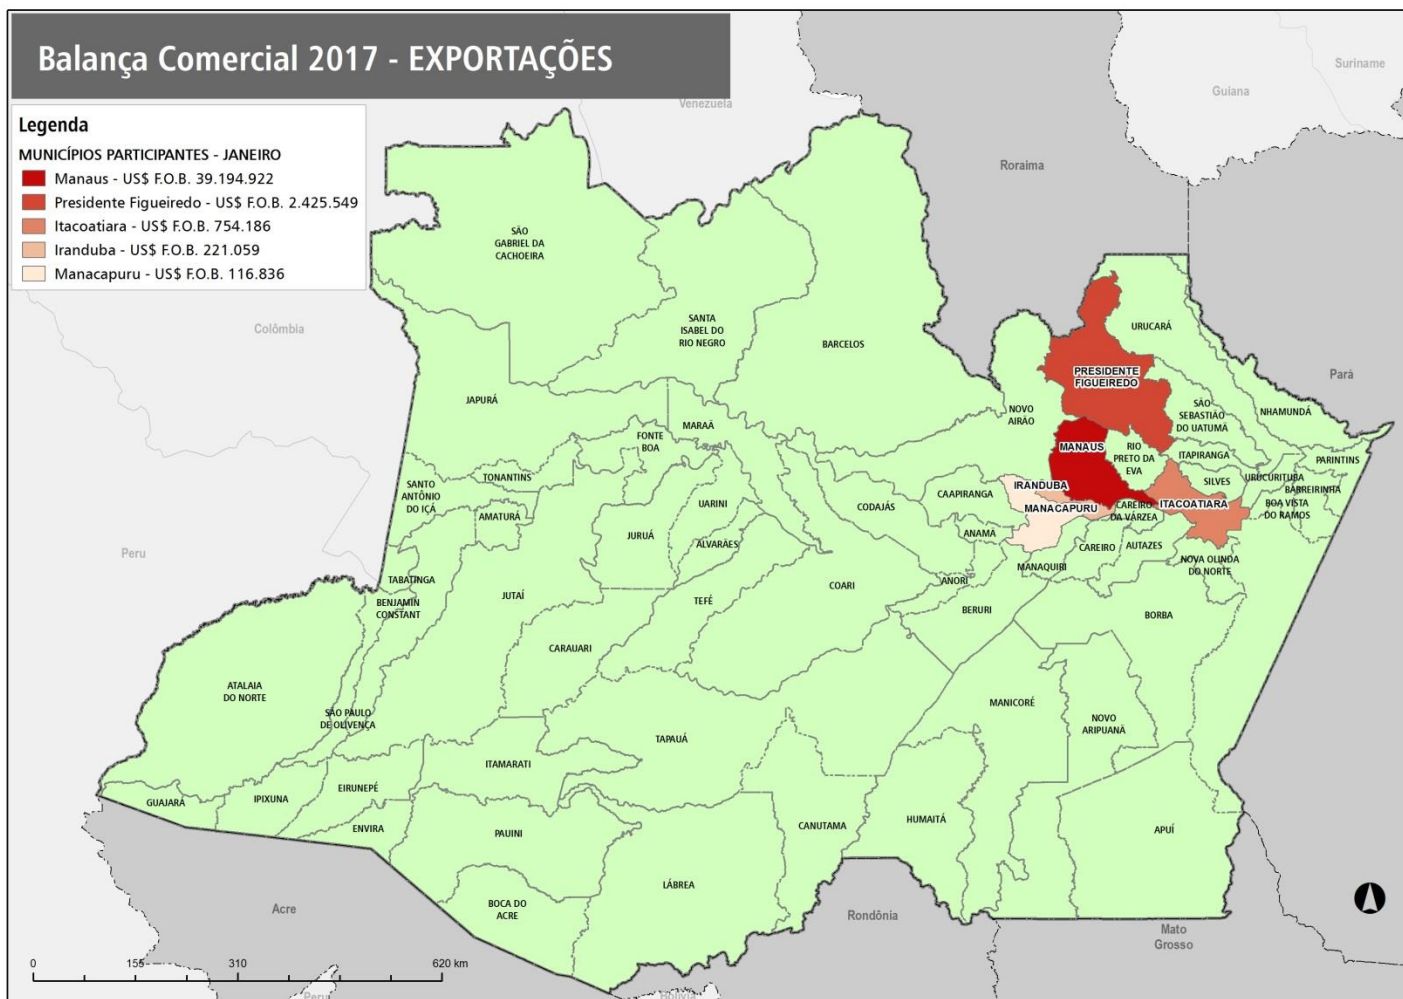 Balança Comercial 2017 - EXPORTAÇÕES
Legenda
MUNICÍPIOS PARTICIPANTES - JANEIRO
Manaus - US$ F.O.B. 39.194.922
Presidente Figueiredo - US$ F.O.B. 2.425.549
Itacoatiara - US$ F.O.B. 754.186
Iranduba - US$ F.O.B. 221.059
Manacapuru - US$ F.O.B. 116.836
Suriname
Guiana
Venezuela
Roraima
Colômbia
Pará
Peru
Acre
Rondônia
Mato
Grosso
Bolívia
Peru
SÃO
GABRIEL DA
CACHOEIRA
SANTA
ISABEL DO
RIO NEGRO
BARCELOS
URUCARÁ
PRESIDENTE
FIGUEIREDO
NOVO
AIRÃO
SÃO
SEBASTIÃO
DO UATUMÃ
NHAMUNDÁ
JAPURÁ
MARAÃ
FONTE
BOA
MANAUS
RIO
PRETO DA
EVA
ITAPIRANGA
PARINTINS
TONANTINS
SANTO
ANTÔNIO
DO IÇÁ
SILVES
URUCURITUBA
BARREIRINHA
IRANDUBA
CAAPIRANGA
UARINI
CODAJÁS
MANACAPURU
CAREIRO
DA VÁRZEA
ITACOATIARA
BOA VISTA
DO RAMOS
AMATURÁ
JURUÁ
ALVARÃES
ANAMÃ
CAREIRO
AUTAZES
MANAQUIRI
NOVA OLINDA
DO NORTE
TABATINGA
BENJAMIN
CONSTANT
JUTAÍ
TEFÉ
COARI
ANORI
BERURI
BORBA
CARAUARI
ATALAIA
DO NORTE
SÃO PAULO
DE OLIVENÇA
MANICORÉ
NOVO
ARIPUANÃ
TAPAUÁ
ITAMARATI
GUAJARÁ
IPIXUNA
EIRUNEPÉ
ENVIRA
PAUINI
CANUTAMA
HUMAITÁ
APUÍ
BOCA DO
ACRE
LÁBREA
0 155 310 620 km